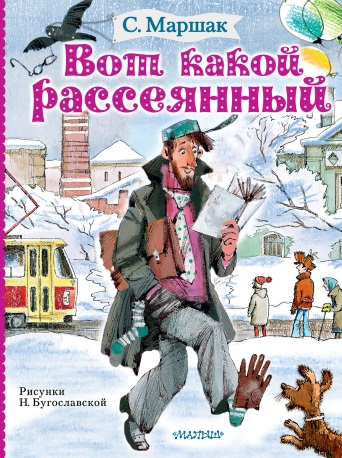 С. Маршак
Вот какой
рассеянный
Рисунки
Н. Бугославской
•МАЛЫШ•